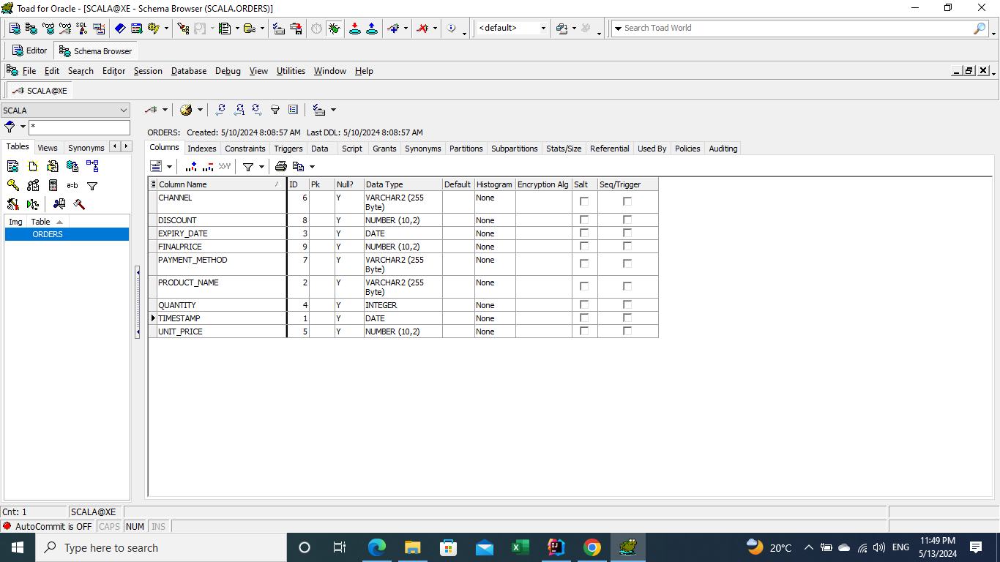 Toad for Oracle - [SCALA@XE - Schema Browser (SCALA.ORDERS)]
SQL <default> Search Toad World
Editor Schema Browser
File Edit Search Editor Session Database Debug View Utilities Window Help
SCALA@XE
SCALA
*
ORDERS: Created: 5/10/2024 8:08:57 AM Last DDL: 5/10/2024 8:08:57 AM
Tables Views Synonyms
Columns Indexes Constraints Triggers Data Script Grants Synonyms Partitions Subpartitions Stats/Size Referential Used By Policies Auditing
X↔Y
a=b
Img Table
ORDERS
Column Name ID Pk Null? Data Type Default Histogram Encryption Alg Salt Seq/Trigger
CHANNEL 6 Y VARCHAR2 (255 Byte) None
DISCOUNT 8 Y NUMBER (10,2) None
EXPIRY_DATE 3 Y DATE None
FINALPRICE 9 Y NUMBER (10,2) None
PAYMENT_METHOD 7 Y VARCHAR2 (255 Byte) None
PRODUCT_NAME 2 Y VARCHAR2 (255 Byte) None
QUANTITY 4 Y INTEGER None
TIMESTAMP 1 Y DATE None
UNIT_PRICE 5 Y NUMBER (10,2) None
Cnt: 1 SCALA@XE
AutoCommit is OFF CAPS NUM INS
Type here to search
20°C ENG
11:49 PM
5/13/2024